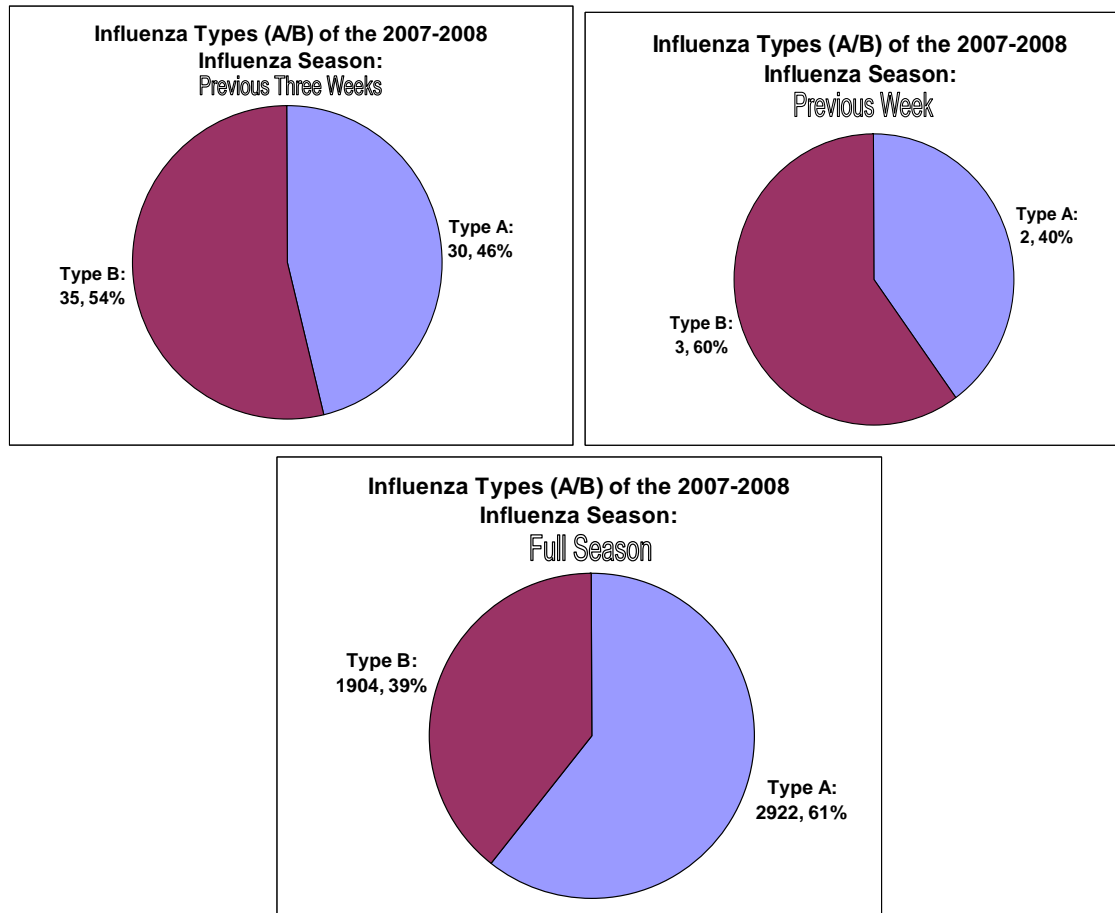 Influenza Types (A/B) of the 2007-2008
Influenza Season:
Previous Three Weeks
Type A:
30, 46%
Type B:
35, 54%
Influenza Types (A/B) of the 2007-2008
Influenza Season:
Previous Week
Type A:
2, 40%
Type B:
3, 60%
Influenza Types (A/B) of the 2007-2008
Influenza Season:
Full Season
Type B:
1904, 39%
Type A:
2922, 61%